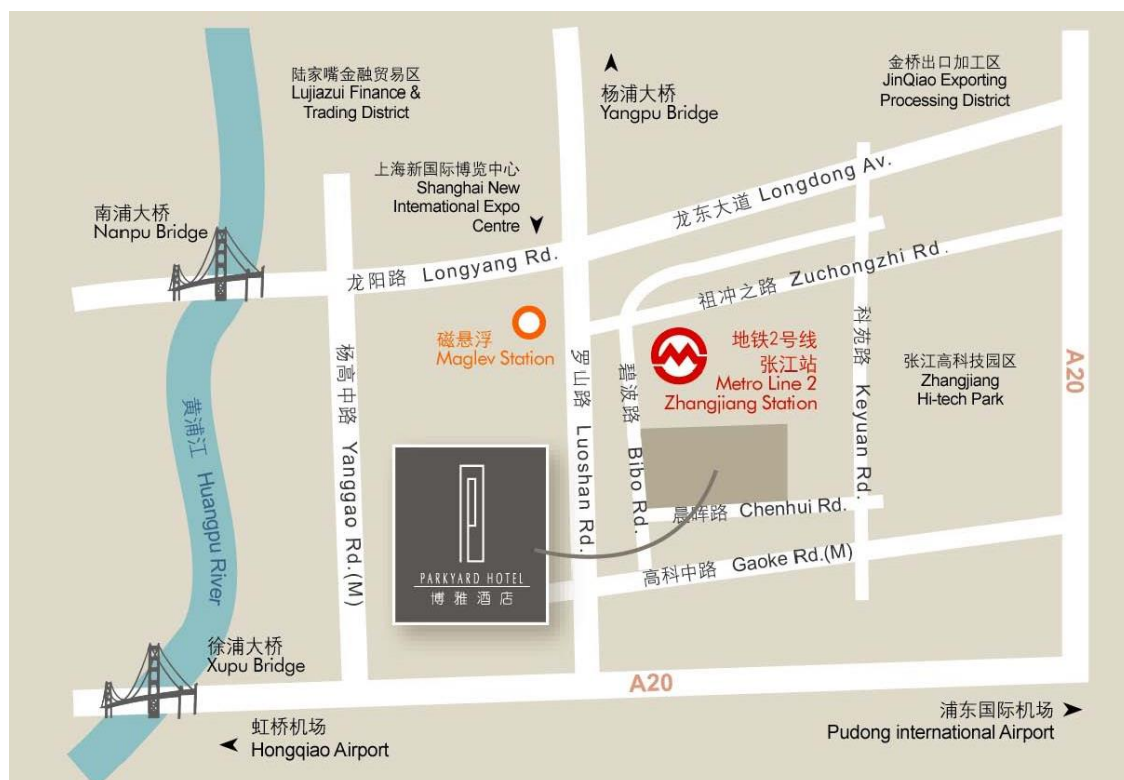 陆家嘴金融贸易区
Lujiazui Finance &
Trading District
杨浦大桥
Yangpu Bridge
金桥出口加工区
JinQiao Exporting
Processing District
上海新国际博览中心
Shanghai New
International Expo
Centre
龙东大道 Longdong Av.
南浦大桥
Nanpu Bridge
龙阳路 Longyang Rd.
祖冲之路 Zuchongzhi Rd.
磁悬浮
Maglev Station
地铁2号线
张江站
Metro Line 2
Zhangjiang Station
张江高科技园区
Zhangjiang
Hi-tech Park
A20
黄浦江 Huangpu River
杨高中路 Yanggao Rd.(M)
罗山路 Luoshan Rd.
碧波路 Bibo Rd.
科苑路 Keyuan Rd.
PARKYARD HOTEL
博雅酒店
晨晖路 Chenhui Rd.
高科中路 Gaoke Rd.(M)
徐浦大桥
Xupu Bridge
A20
虹桥机场
Hongqiao Airport
浦东国际机场
Pudong international Airport